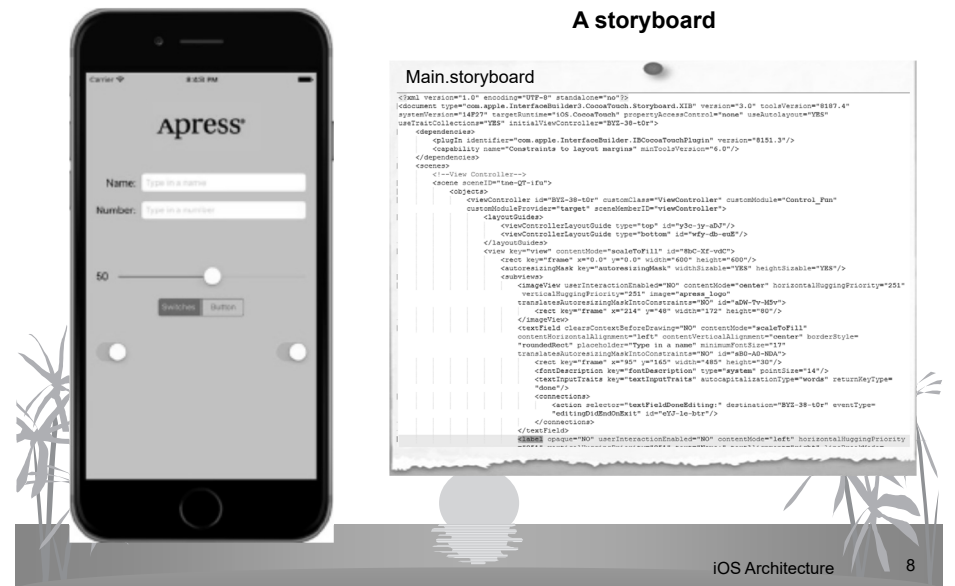 A storyboard
Carrier 8:49 PM
Apress®
Name: Type in a name
Number: Type in a number
50
Switches Button
Main.storyboard
<?xml version="1.0" encoding="UTF-8" standalone="no"?>
<document type="com.apple.InterfaceBuilder3.CocoaTouch.Storyboard.XIB" version="3.0" toolsVersion="8187.4"
systemVersion="14F27" targetRuntime="iOS.CocoaTouch" propertyAccessControl="none" useAutolayout="YES"
useTraitCollections="YES" initialViewController="BYZ-38-t0r">
<dependencies>
<plugIn identifier="com.apple.InterfaceBuilder.IBCocoaTouchPlugin" version="8151.3"/>
<capability name="Constraints to layout margins" minToolsVersion="6.0"/>
</dependencies>
<scenes>
<!--View Controller-->
<scene sceneID="tne-QT-ifu">
<objects>
<viewController id="BYZ-38-t0r" customClass="ViewController" customModule="Control_Fun"
customModuleProvider="target" sceneMemberID="viewController">
<layoutGuides>
<viewControllerLayoutGuide type="top" id="y3c-jy-aDJ"/>
<viewControllerLayoutGuide type="bottom" id="wfy-db-euE"/>
</layoutGuides>
<view key="view" contentMode="scaleToFill" id="8bC-Xf-vdC">
<rect key="frame" x="0.0" y="0.0" width="600" height="600"/>
<autoresizingMask key="autoresizingMask" widthSizable="YES" heightSizable="YES"/>
<subviews>
<imageView userInteractionEnabled="NO" contentMode="center" horizontalHuggingPriority="251"
verticalHuggingPriority="251" image="apress_logo"
translatesAutoresizingMaskIntoConstraints="NO" id="aDW-Tv-M5v">
<rect key="frame" x="214" y="48" width="172" height="80"/>
</imageView>
<textField clearsContextBeforeDrawing="NO" contentMode="scaleToFill"
contentHorizontalAlignment="left" contentVerticalAlignment="center" borderStyle=
"roundedRect" placeholder="Type in a name" minimumFontSize="17"
translatesAutoresizingMaskIntoConstraints="NO" id="sB0-A0-NDA">
<rect key="frame" x="95" y="165" width="485" height="30"/>
<fontDescription key="fontDescription" type="system" pointSize="14"/>
<textInputTraits key="textInputTraits" autocapitalizationType="words" returnKeyType=
"done"/>
<connections>
<action selector="textFieldDoneEditing:" destination="BYZ-38-t0r" eventType=
"editingDidEndOnExit" id="eYJ-le-btr"/>
</connections>
</textField>
<label opaque="NO" userInteractionEnabled="NO" contentMode="left" horizontalHuggingPriority
iOS Architecture 8